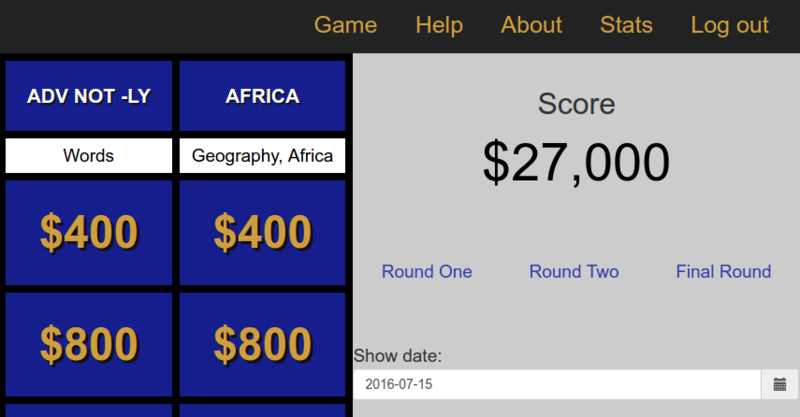 Game Help About Stats Log out
ADV NOT -LY
AFRICA
Words
Geography, Africa
$400
$400
$800
$800
Score
$27,000
Round One Round Two Final Round
Show date:
2016-07-15